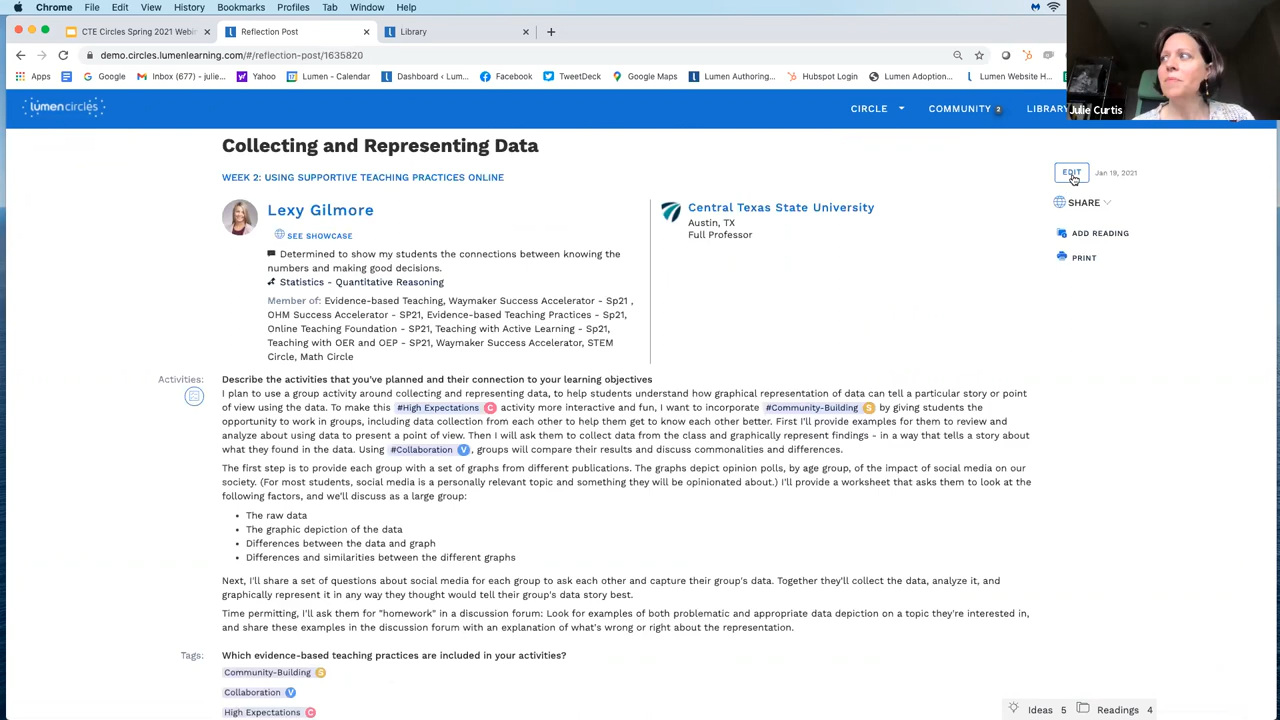 Chrome File Edit View History Bookmarks Profiles Tab Window Help
CTE Circles Spring 2021 Webin
Reflection Post
Library
demo.circles.lumenlearning.com/#/reflection-post/1635820
Apps Google Inbox (677) - julie... Yahoo Lumen - Calendar Dashboard ‹ Lum... Facebook TweetDeck Google Maps Lumen Authoring... Hubspot Login Lumen Adoption... Lumen Website H...
lumencircles
CIRCLE COMMUNITY 2 LIBRARY
Julie Curtis
Collecting and Representing Data
EDIT Jan 19, 2021
WEEK 2: USING SUPPORTIVE TEACHING PRACTICES ONLINE
SHARE
ADD READING
PRINT
Lexy Gilmore
SEE SHOWCASE
Determined to show my students the connections between knowing the
numbers and making good decisions.
Statistics - Quantitative Reasoning
Member of: Evidence-based Teaching, Waymaker Success Accelerator - Sp21 ,
OHM Success Accelerator - SP21, Evidence-based Teaching Practices - Sp21,
Online Teaching Foundation - SP21, Teaching with Active Learning - Sp21,
Teaching with OER and OEP - SP21, Waymaker Success Accelerator, STEM
Circle, Math Circle
Central Texas State University
Austin, TX
Full Professor
Activities:
Describe the activities that you've planned and their connection to your learning objectives
I plan to use a group activity around collecting and representing data, to help students understand how graphical representation of data can tell a particular story or point
of view using the data. To make this #High Expectations C activity more interactive and fun, I want to incorporate #Community-Building S by giving students the
opportunity to work in groups, including data collection from each other to help them get to know each other better. First I'll provide examples for them to review and
analyze about using data to present a point of view. Then I will ask them to collect data from the class and graphically represent findings - in a way that tells a story about
what they found in the data. Using #Collaboration V, groups will compare their results and discuss commonalities and differences.
The first step is to provide each group with a set of graphs from different publications. The graphs depict opinion polls, by age group, of the impact of social media on our
society. (For most students, social media is a personally relevant topic and something they will be opinionated about.) I'll provide a worksheet that asks them to look at the
following factors, and we'll discuss as a large group:
• The raw data
• The graphic depiction of the data
• Differences between the data and graph
• Differences and similarities between the different graphs
Next, I'll share a set of questions about social media for each group to ask each other and capture their group's data. Together they'll collect the data, analyze it, and
graphically represent it in any way they thought would tell their group's data story best.
Time permitting, I'll ask them for "homework" in a discussion forum: Look for examples of both problematic and appropriate data depiction on a topic they're interested in,
and share these examples in the discussion forum with an explanation of what's wrong or right about the representation.
Tags:
Which evidence-based teaching practices are included in your activities?
Community-Building S
Collaboration V
High Expectations C
Ideas 5 Readings 4